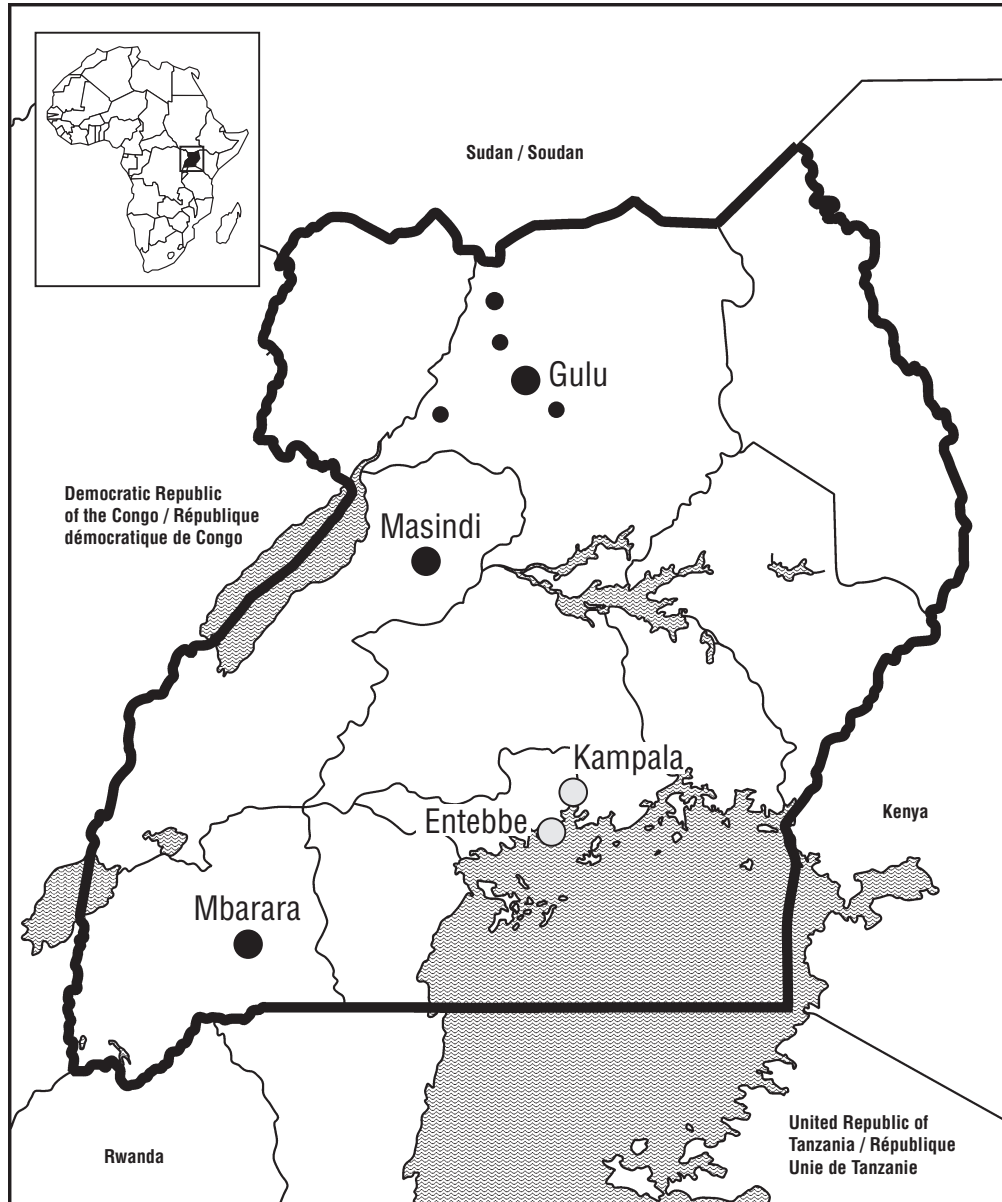 Sudan / Soudan
Gulu
Democratic Republic
of the Congo / République
démocratique de Congo
Masindi
Kampala
Entebbe
Kenya
Mbarara
Rwanda
United Republic of
Tanzania / République
Unie de Tanzanie